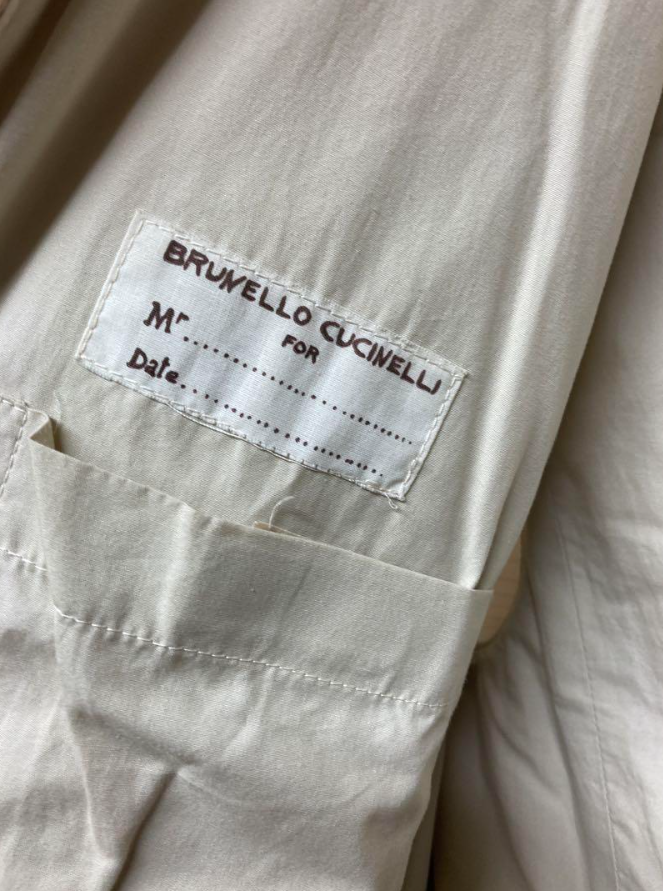 BRUNELLO CUCINELLI
FOR
Mr....................................
Date....................................